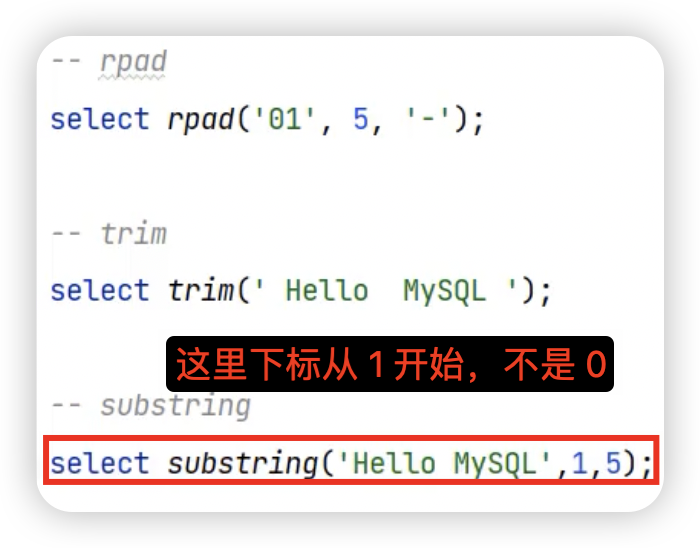 -- rpad
select rpad('01', 5, '-');
-- trim
select trim(' Hello  MySQL ');
这里下标从 1 开始，不是 0
-- substring
select substring('Hello MySQL',1,5);